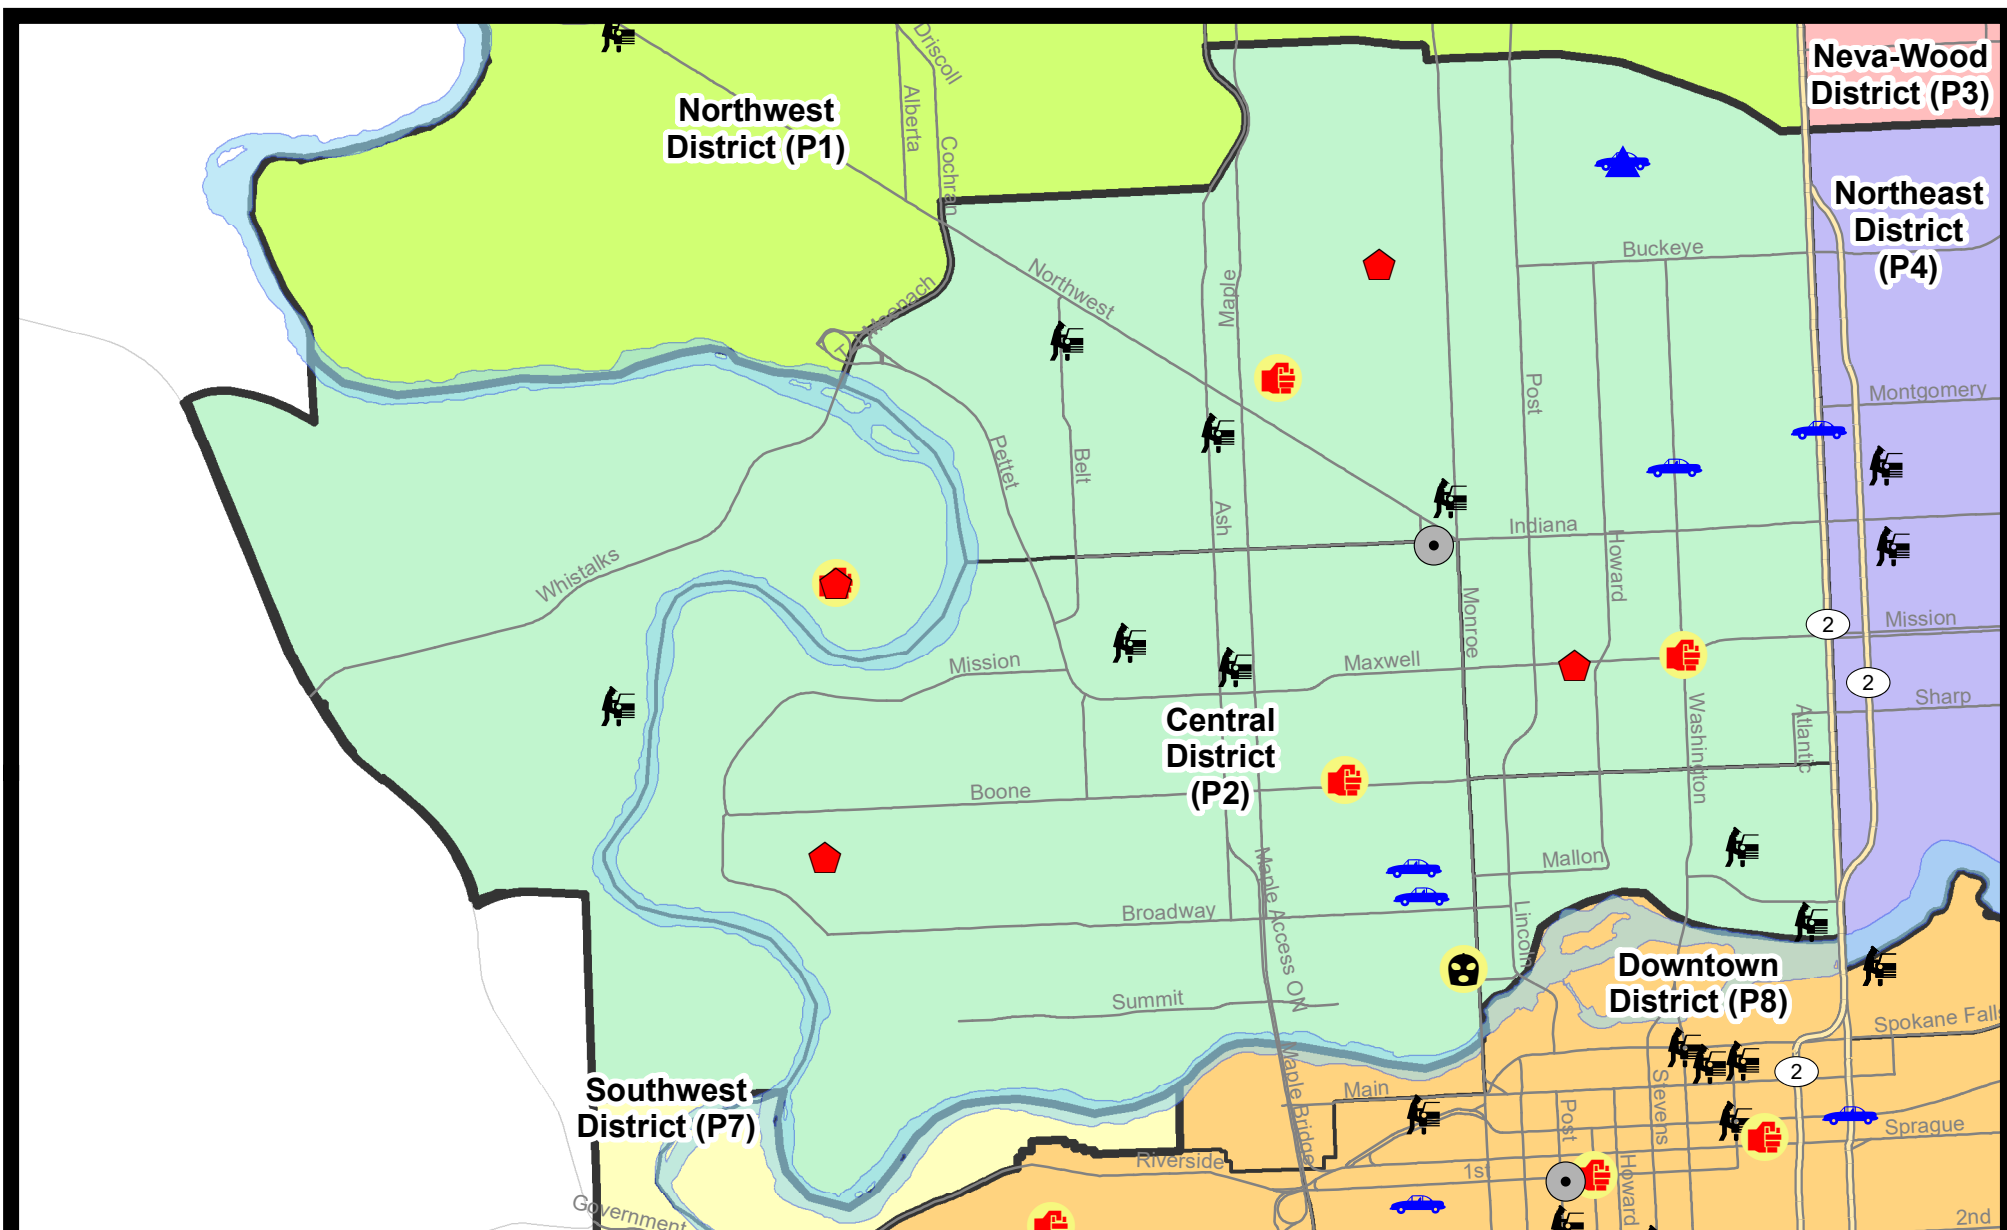 Driscoll
Neva-Wood
District (P3)
Northwest
District (P1)
Alberta
Cochran
Northeast
District
(P4)
Buckeye
Northwest
Maple
Post
Montgomery
Pettet
Belt
Ash
Indiana
Howard
Whistalks
Monroe
2
Mission
Mission
Maxwell
2
Sharp
Washington
Atlantic
Central
District
(P2)
Boone
Mallon
Maple Access ON
Broadway
Lincoln
Downtown
District (P8)
Summit
Spokane Falls
Maple Bridge
2
Southwest
District (P7)
Main
Stevens
Post
Sprague
Riverside
1st
Howard
Government
2nd